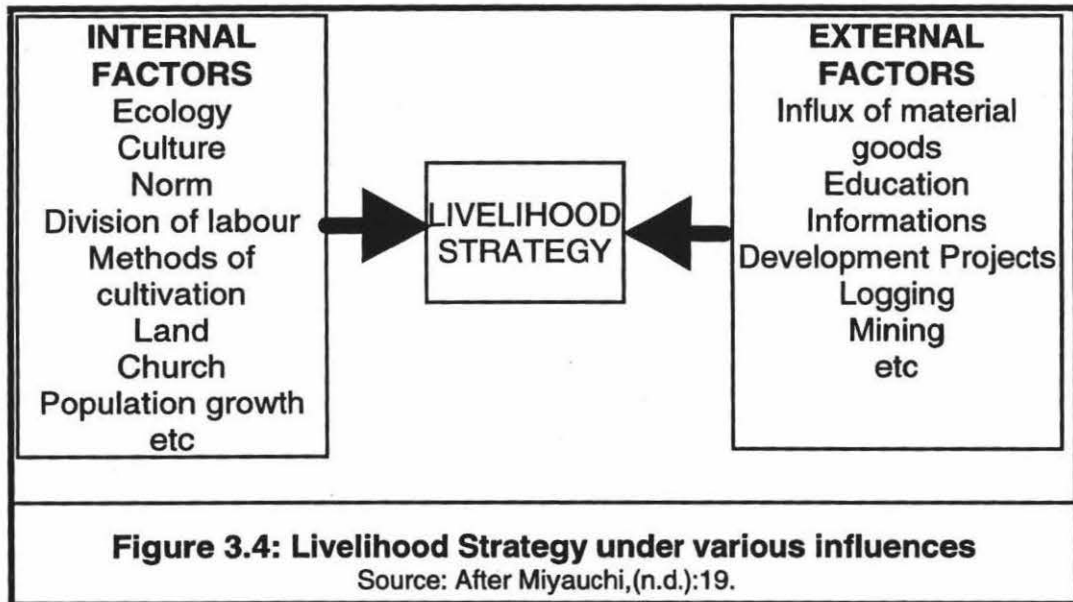 INTERNAL
FACTORS
Ecology
Culture
Norm
Division of labour
Methods of
cultivation
Land
Church
Population growth
etc
LIVELIHOOD
STRATEGY
EXTERNAL
FACTORS
Influx of material
goods
Education
Informations
Development Projects
Logging
Mining
etc
Figure 3.4: Livelihood Strategy under various influences
Source: After Miyauchi,(n.d.):19.